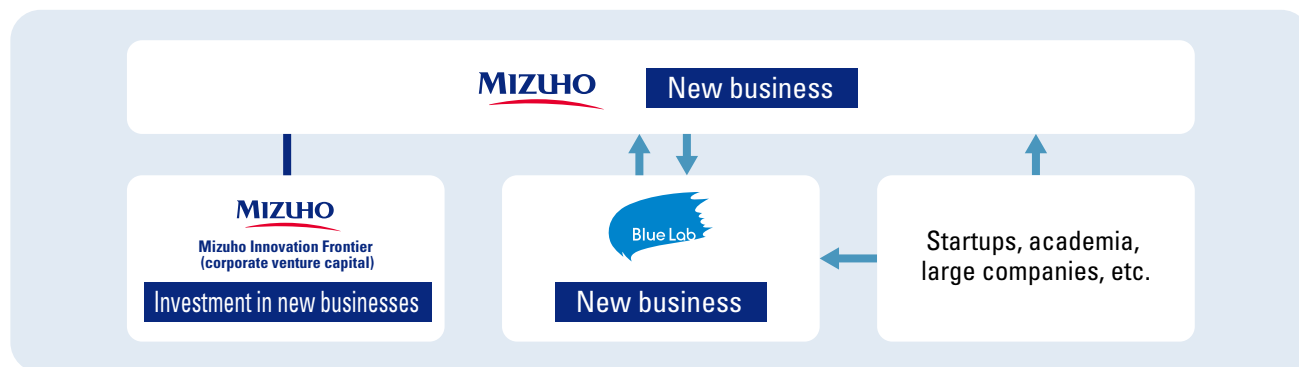 MIZUHO New business
MIZUHO
Mizuho Innovation Frontier
(corporate venture capital)
Investment in new businesses
Blue Lab
New business
Startups, academia,
large companies, etc.